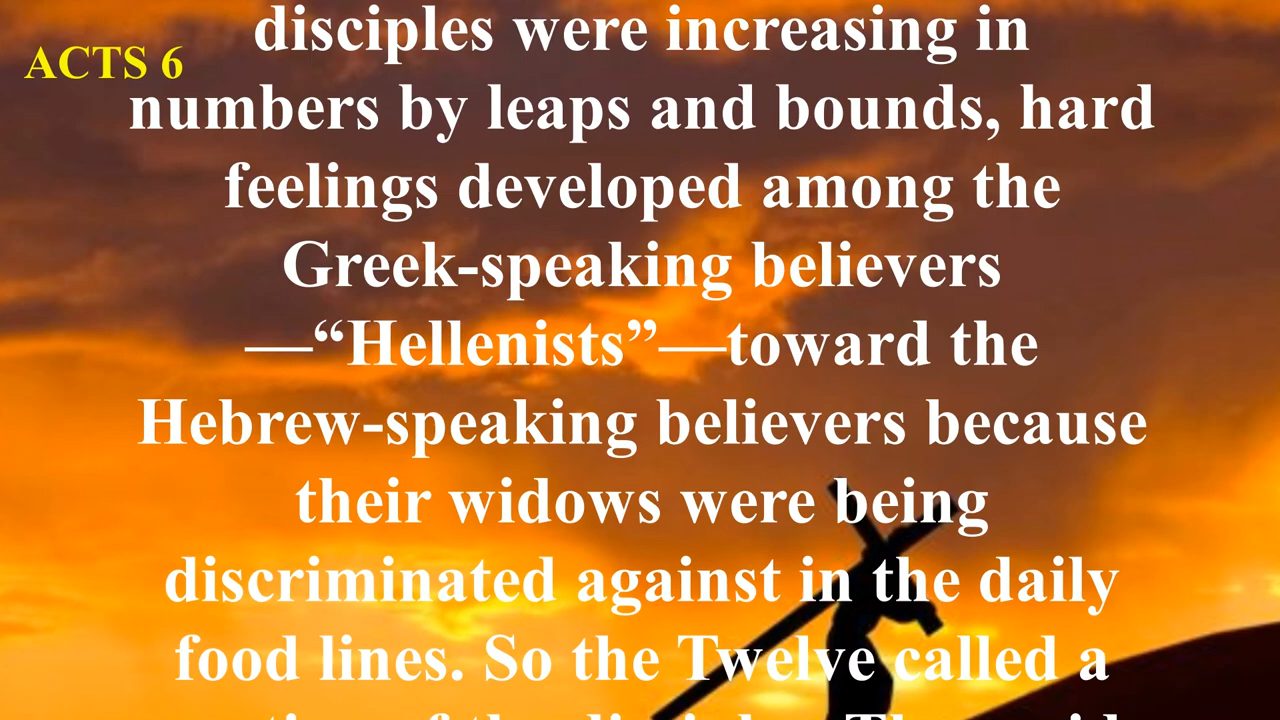 disciples were increasing in
ACTS 6
numbers by leaps and bounds, hard
feelings developed among the
Greek-speaking believers
—“Hellenists”—toward the
Hebrew-speaking believers because
their widows were being
discriminated against in the daily
food lines. So the Twelve called a